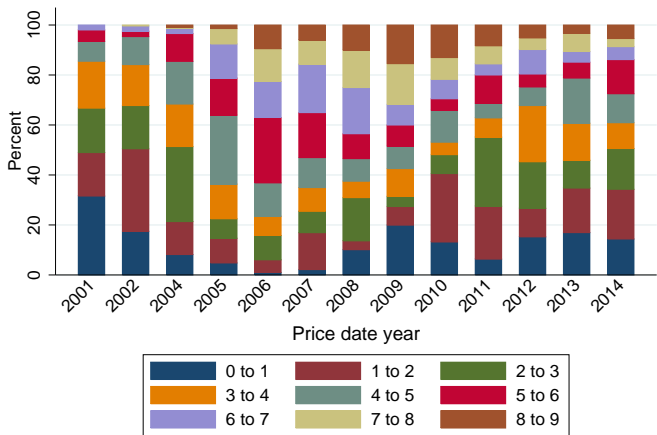 100
80
60
40
20
0
Percent
2001 2002 2004 2005 2006 2007 2008 2009 2010 2011 2012 2013 2014
Price date year
0 to 1 1 to 2 2 to 3
3 to 4 4 to 5 5 to 6
6 to 7 7 to 8 8 to 9